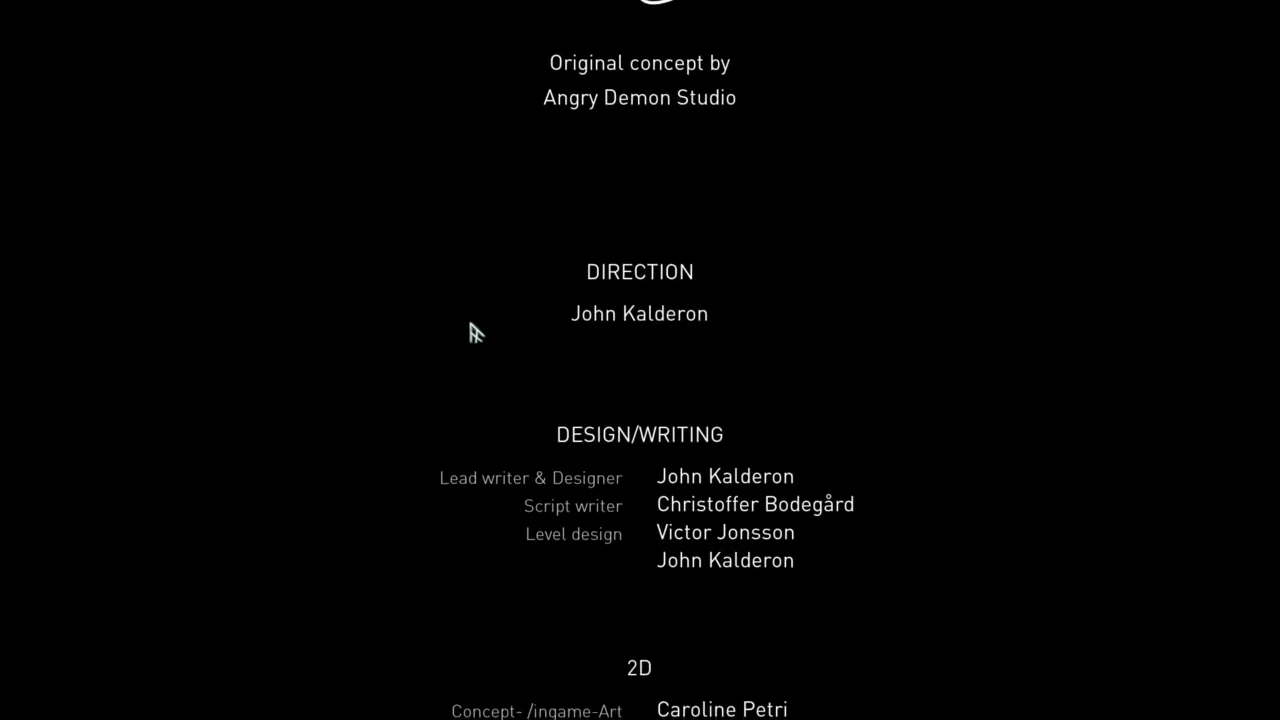 Original concept by
Angry Demon Studio
DIRECTION
John Kalderon
DESIGN/WRITING
Lead writer & Designer John Kalderon
Script writer Christoffer Bodegård
Level design Victor Jonsson
John Kalderon
2D
Concept- /ingame-Art Caroline Petri